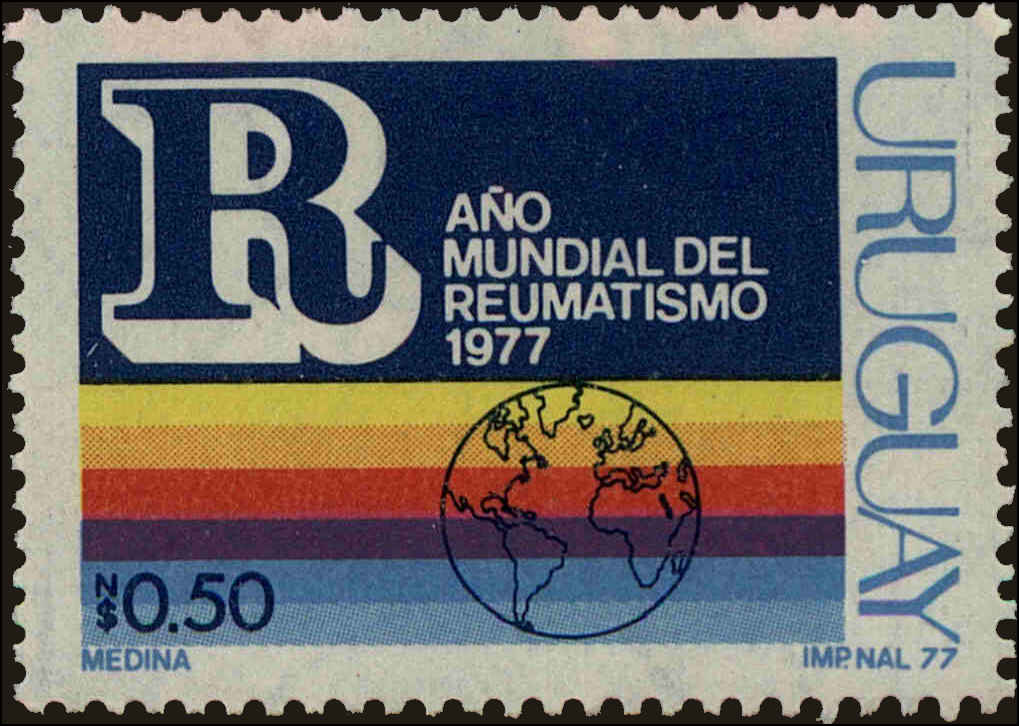 R
AÑO
MUNDIAL DEL
REUMATISMO
1977
URUGUAY
N$0.50
MEDINA
IMP. NAL 77